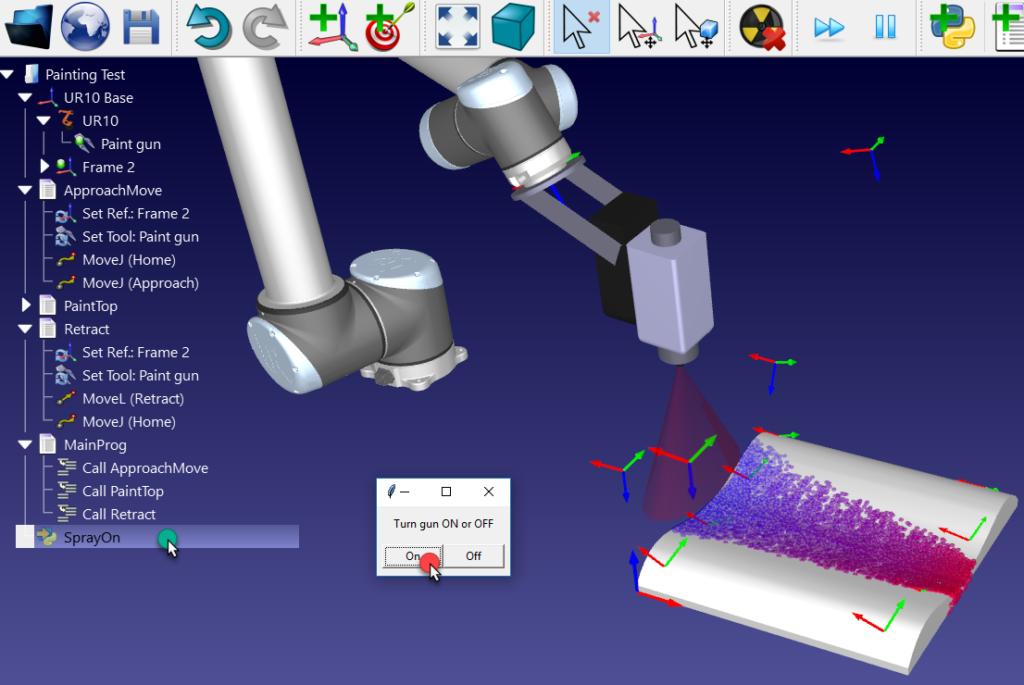 Painting Test
UR10 Base
UR10
Paint gun
Frame 2
ApproachMove
Set Ref.: Frame 2
Set Tool: Paint gun
MoveJ (Home)
MoveJ (Approach)
PaintTop
Retract
Set Ref.: Frame 2
Set Tool: Paint gun
MoveL (Retract)
MoveJ (Home)
MainProg
Call ApproachMove
Call PaintTop
Call Retract
SprayOn
Turn gun ON or OFF
On Off